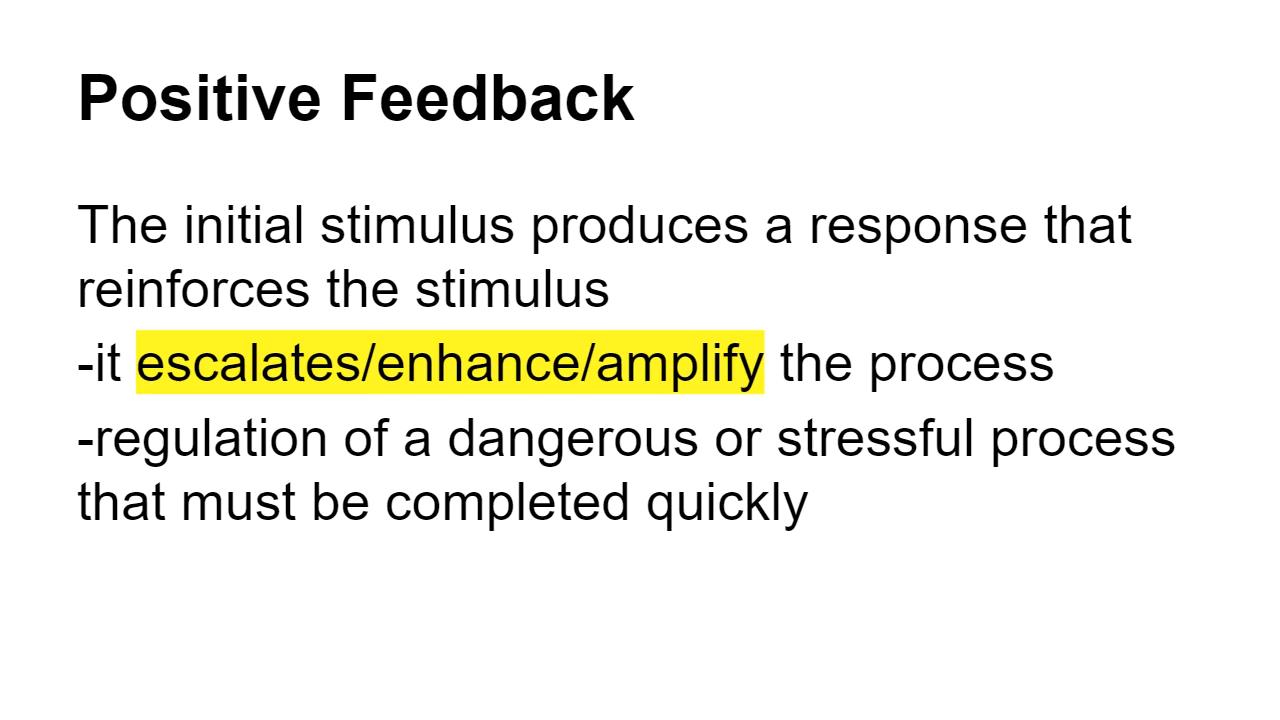 Positive Feedback
The initial stimulus produces a response that
reinforces the stimulus
-it escalates/enhance/amplify the process
-regulation of a dangerous or stressful process
that must be completed quickly